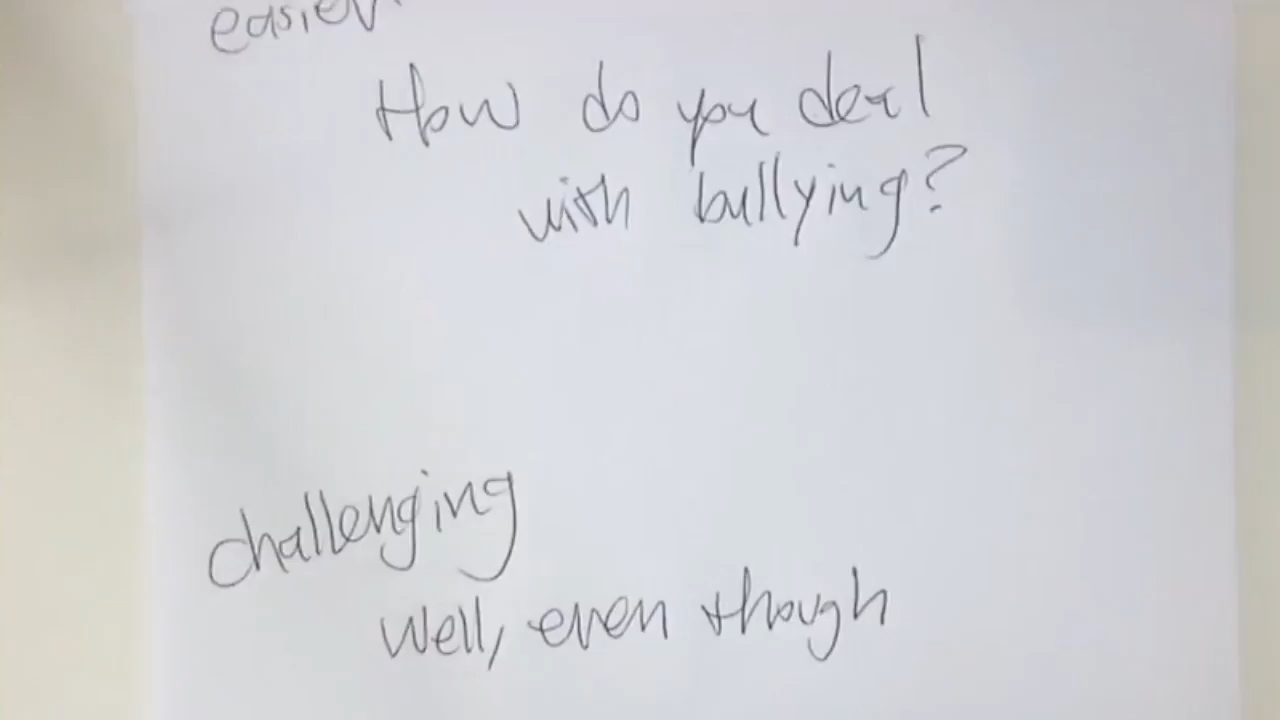 easier
How do you deal
with bullying?
challenging
Well, even though